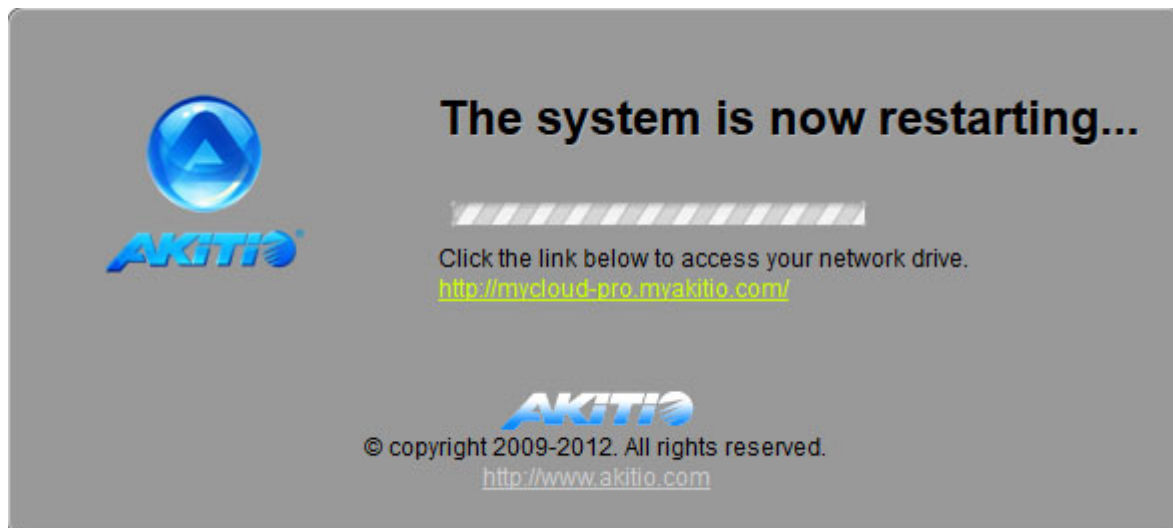 The system is now restarting...
AKiTiO®
Click the link below to access your network drive.
http://mycloud-pro.myakitio.com/
AKiTiO
© copyright 2009-2012. All rights reserved.
http://www.akitio.com